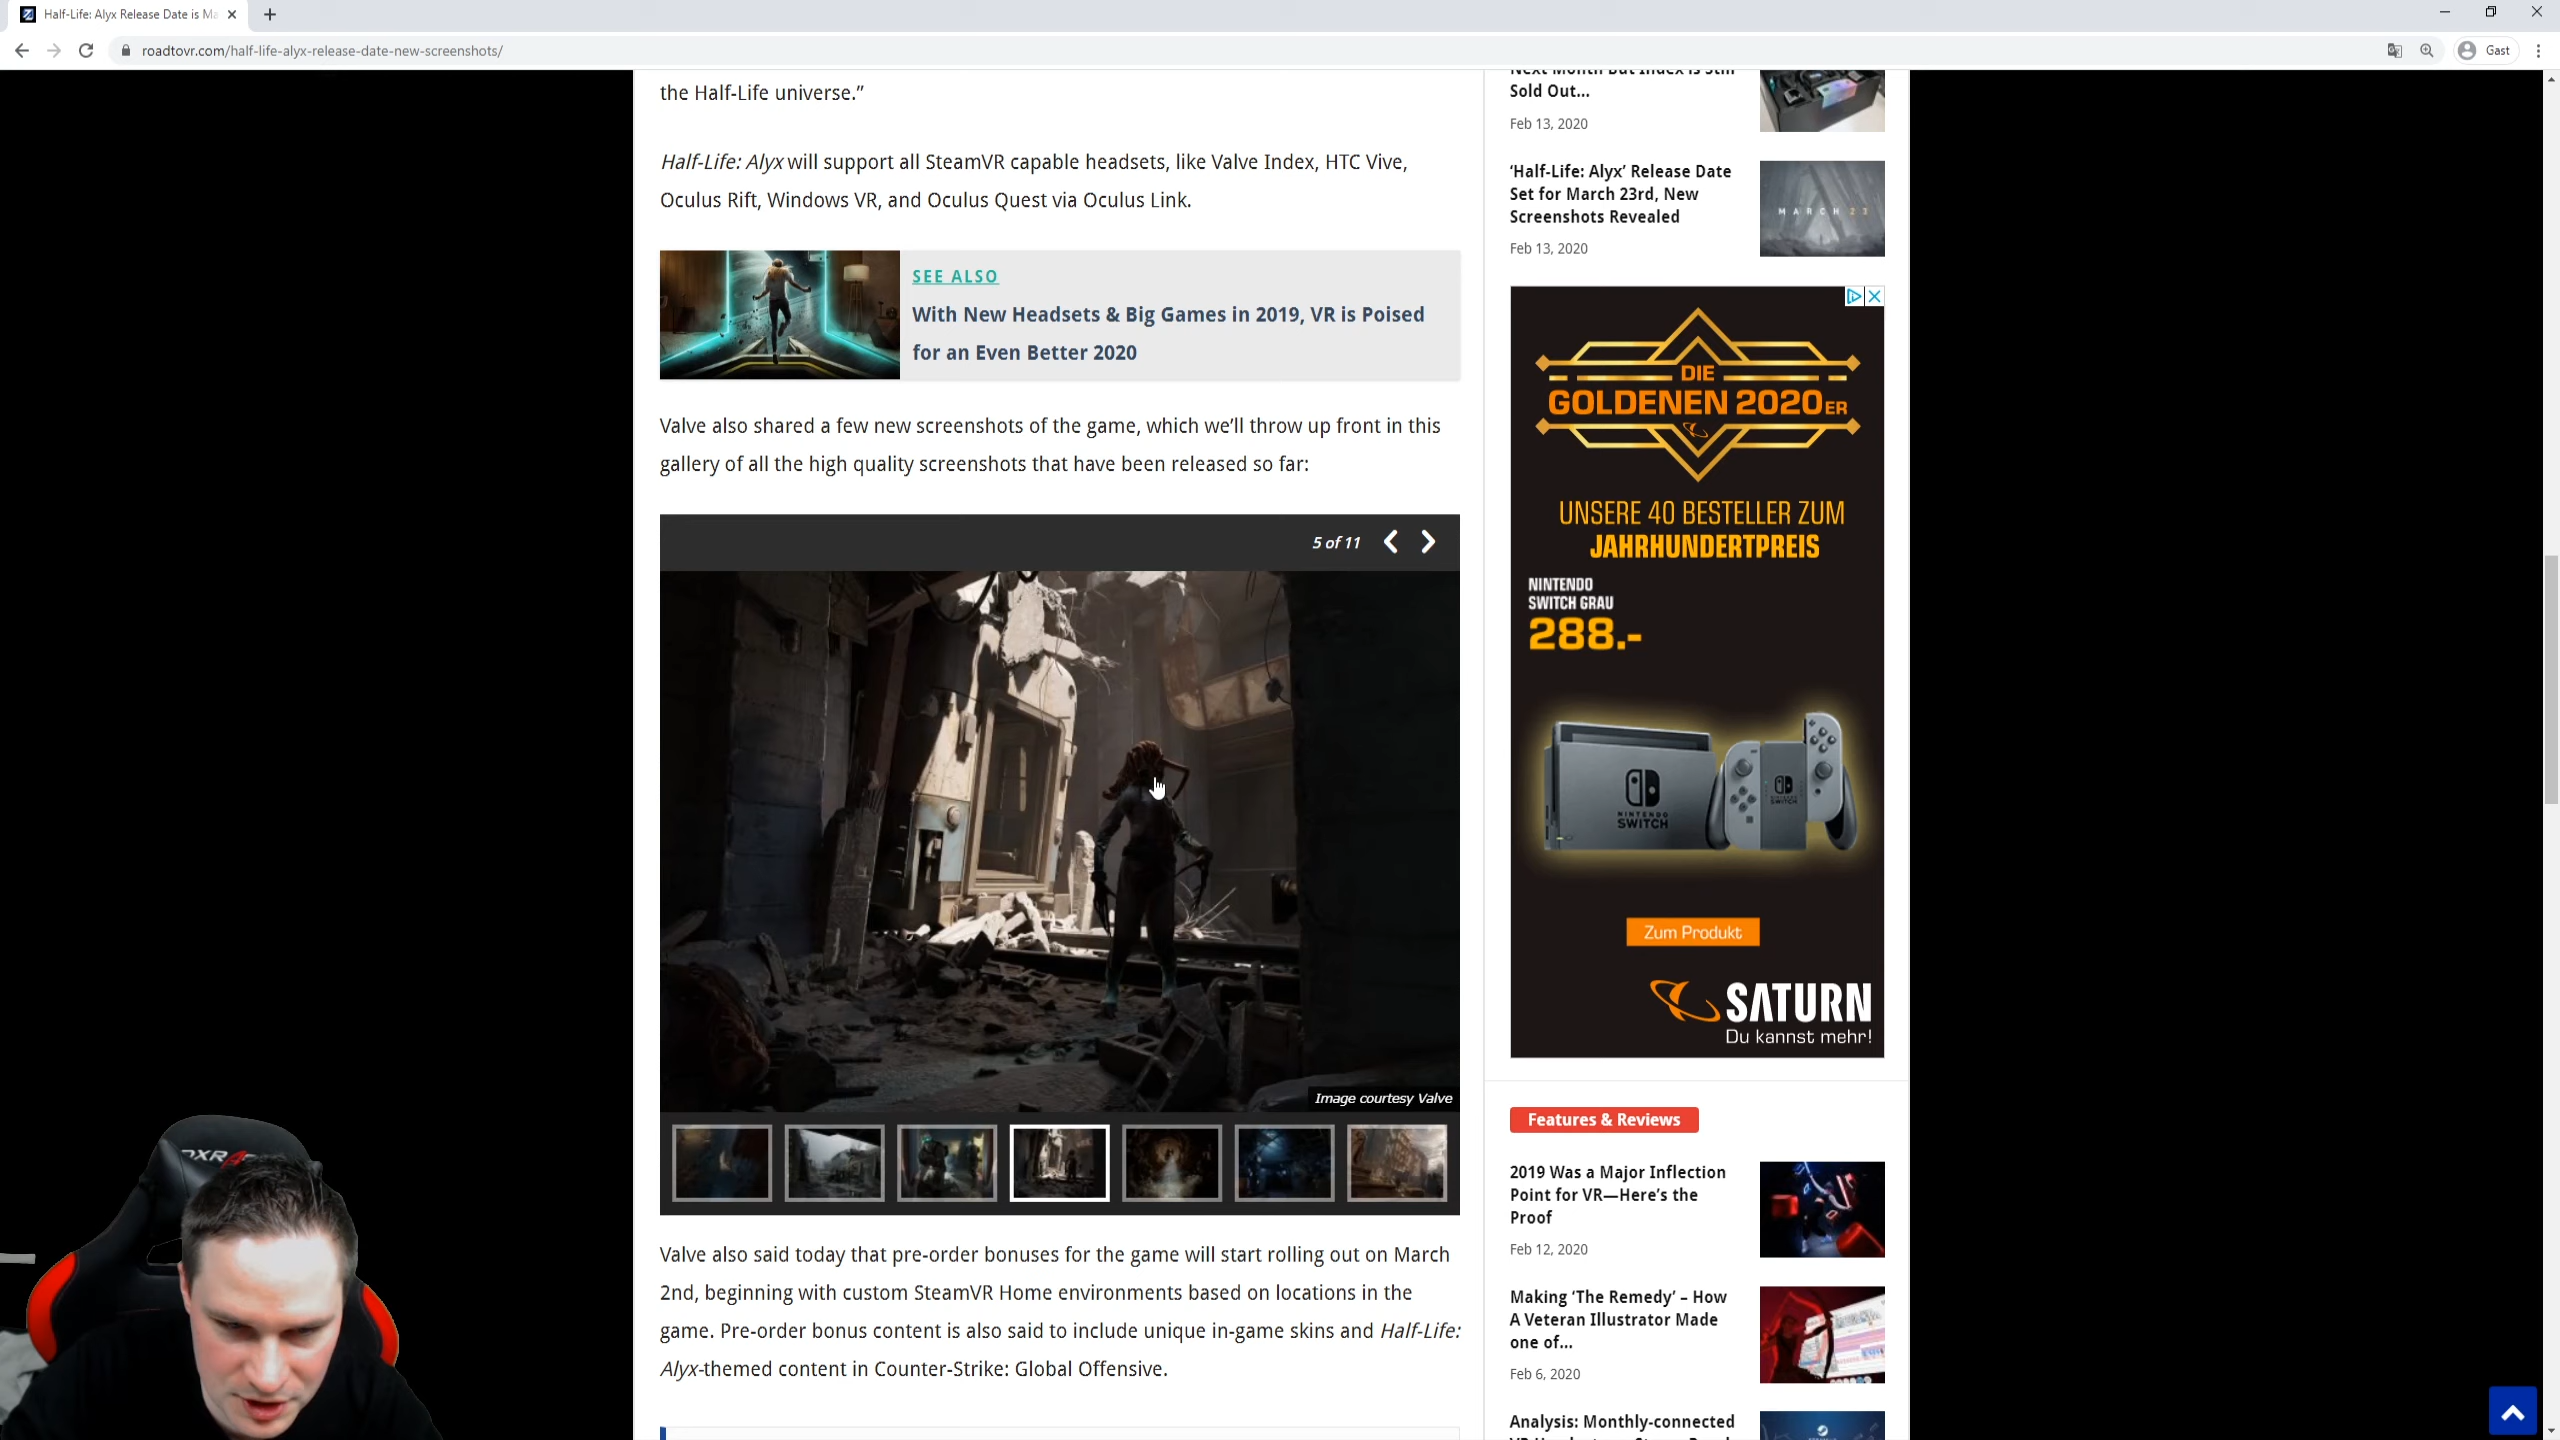 Half-Life: Alyx Release Date is Ma
roadtovr.com/half-life-alyx-release-date-new-screenshots/
Gast
the Half-Life universe.”
Half-Life: Alyx will support all SteamVR capable headsets, like Valve Index, HTC Vive,
Oculus Rift, Windows VR, and Oculus Quest via Oculus Link.
SEE ALSO
With New Headsets & Big Games in 2019, VR is Poised
for an Even Better 2020
Valve also shared a few new screenshots of the game, which we’ll throw up front in this
gallery of all the high quality screenshots that have been released so far:
5 of 11
Image courtesy Valve
Valve also said today that pre-order bonuses for the game will start rolling out on March
2nd, beginning with custom SteamVR Home environments based on locations in the
game. Pre-order bonus content is also said to include unique in-game skins and Half-Life:
Alyx-themed content in Counter-Strike: Global Offensive.
Next Month But Index is Still
Sold Out...
Feb 13, 2020
‘Half-Life: Alyx’ Release Date
Set for March 23rd, New
Screenshots Revealed
Feb 13, 2020
MARCH 23
DIE
GOLDENEN 2020ER
UNSERE 40 BESTELLER ZUM
JAHRHUNDERTPREIS
NINTENDO
SWITCH GRAU
288.-
NINTENDO
SWITCH
Zum Produkt
SATURN
Du kannst mehr!
Features & Reviews
2019 Was a Major Inflection
Point for VR—Here’s the
Proof
Feb 12, 2020
Making ‘The Remedy’ – How
A Veteran Illustrator Made
one of...
Feb 6, 2020
Analysis: Monthly-connected